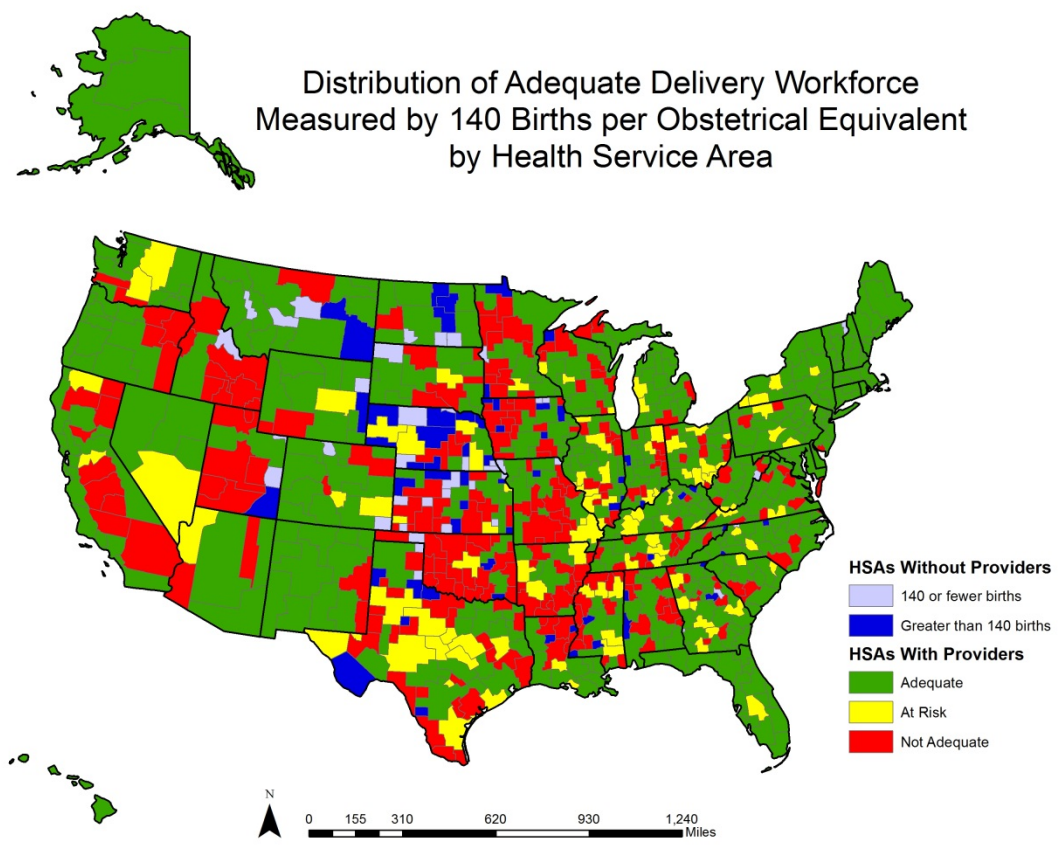 Distribution of Adequate Delivery Workforce
Measured by 140 Births per Obstetrical Equivalent
by Health Service Area
HSAs Without Providers
140 or fewer births
Greater than 140 births
HSAs With Providers
Adequate
At Risk
Not Adequate
N
0 155 310 620 930 1,240
Miles